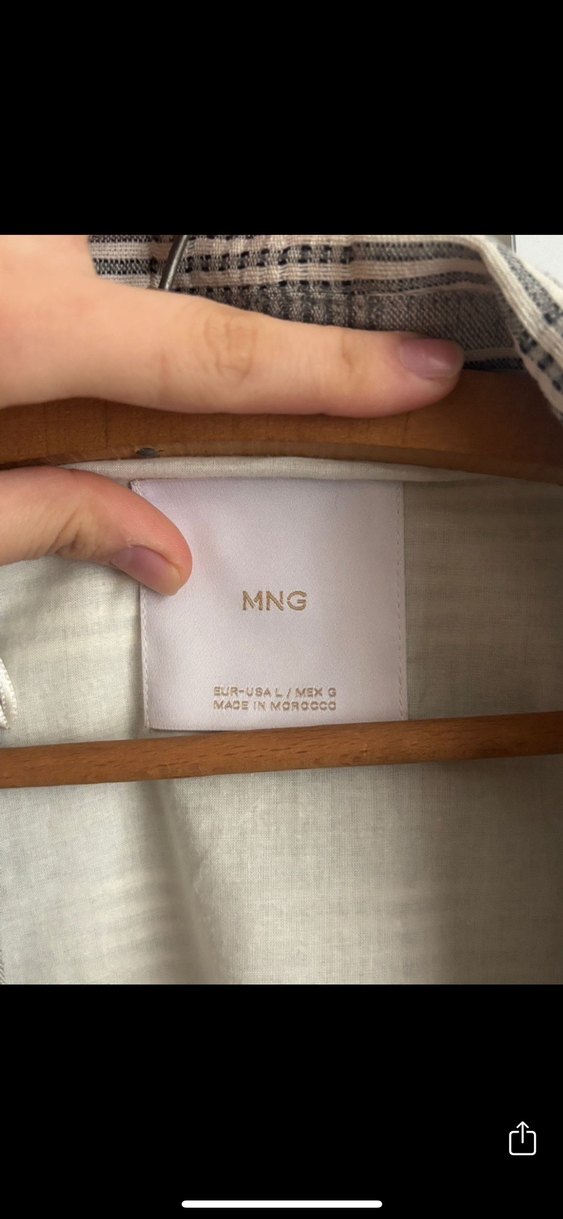 MNG
EUR-USA L / MEX G
MADE IN MOROCCO